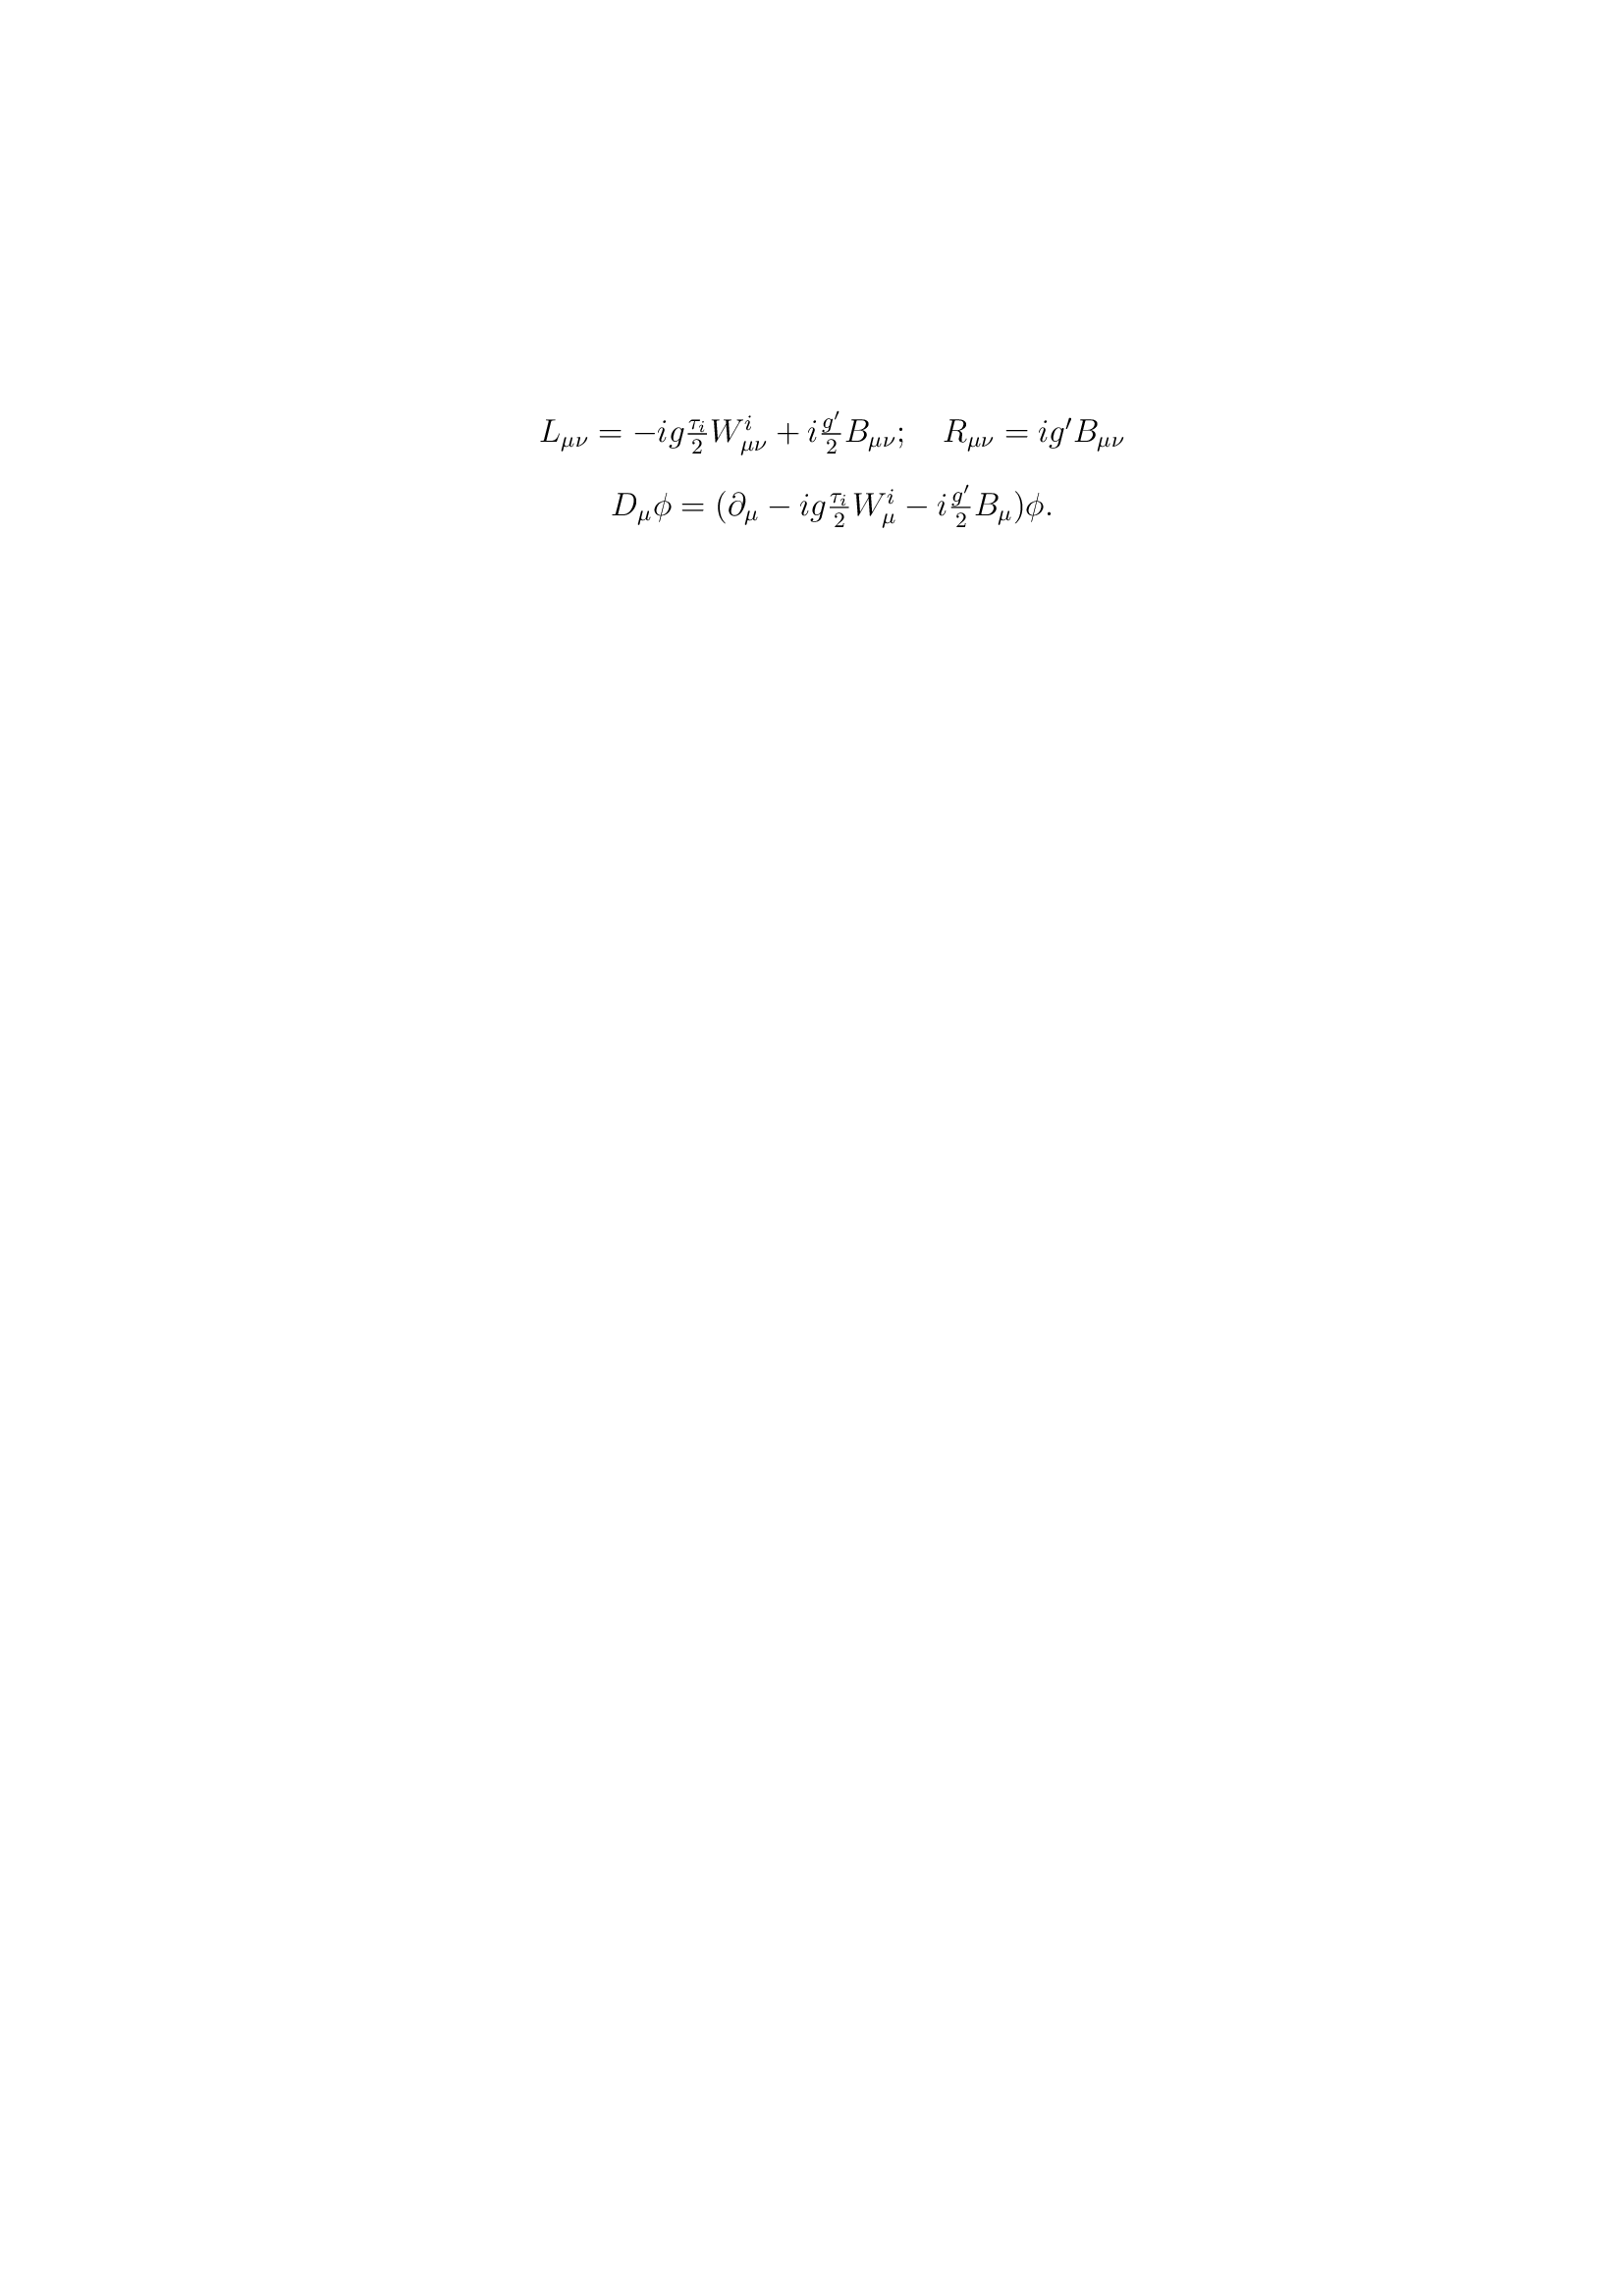 $L_{\mu\nu} = -ig\frac{\tau_i}{2}W^i_{\mu\nu} + i\frac{g'}{2}B_{\mu\nu}; \quad R_{\mu\nu} = ig'B_{\mu\nu}$
$D_\mu\phi = (\partial_\mu - ig\frac{\tau_i}{2}W^i_\mu - i\frac{g'}{2}B_\mu)\phi.$